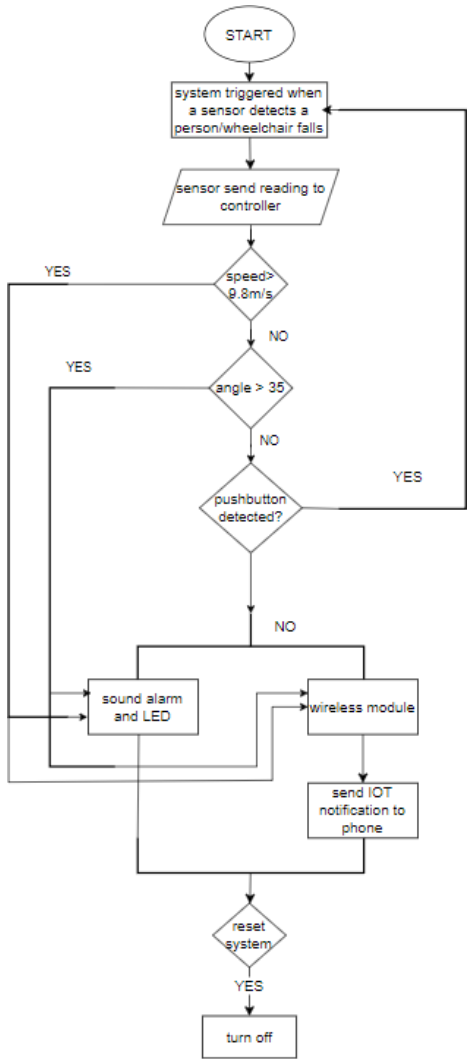 START
system triggered when
a sensor detects a
person/wheelchair falls
sensor send reading to
controller
YES
speed>
9.8m/s
NO
YES
angle > 35
NO
pushbutton
detected?
YES
NO
sound alarm
and LED
wireless module
send IOT
notification to
phone
reset
system
YES
turn off